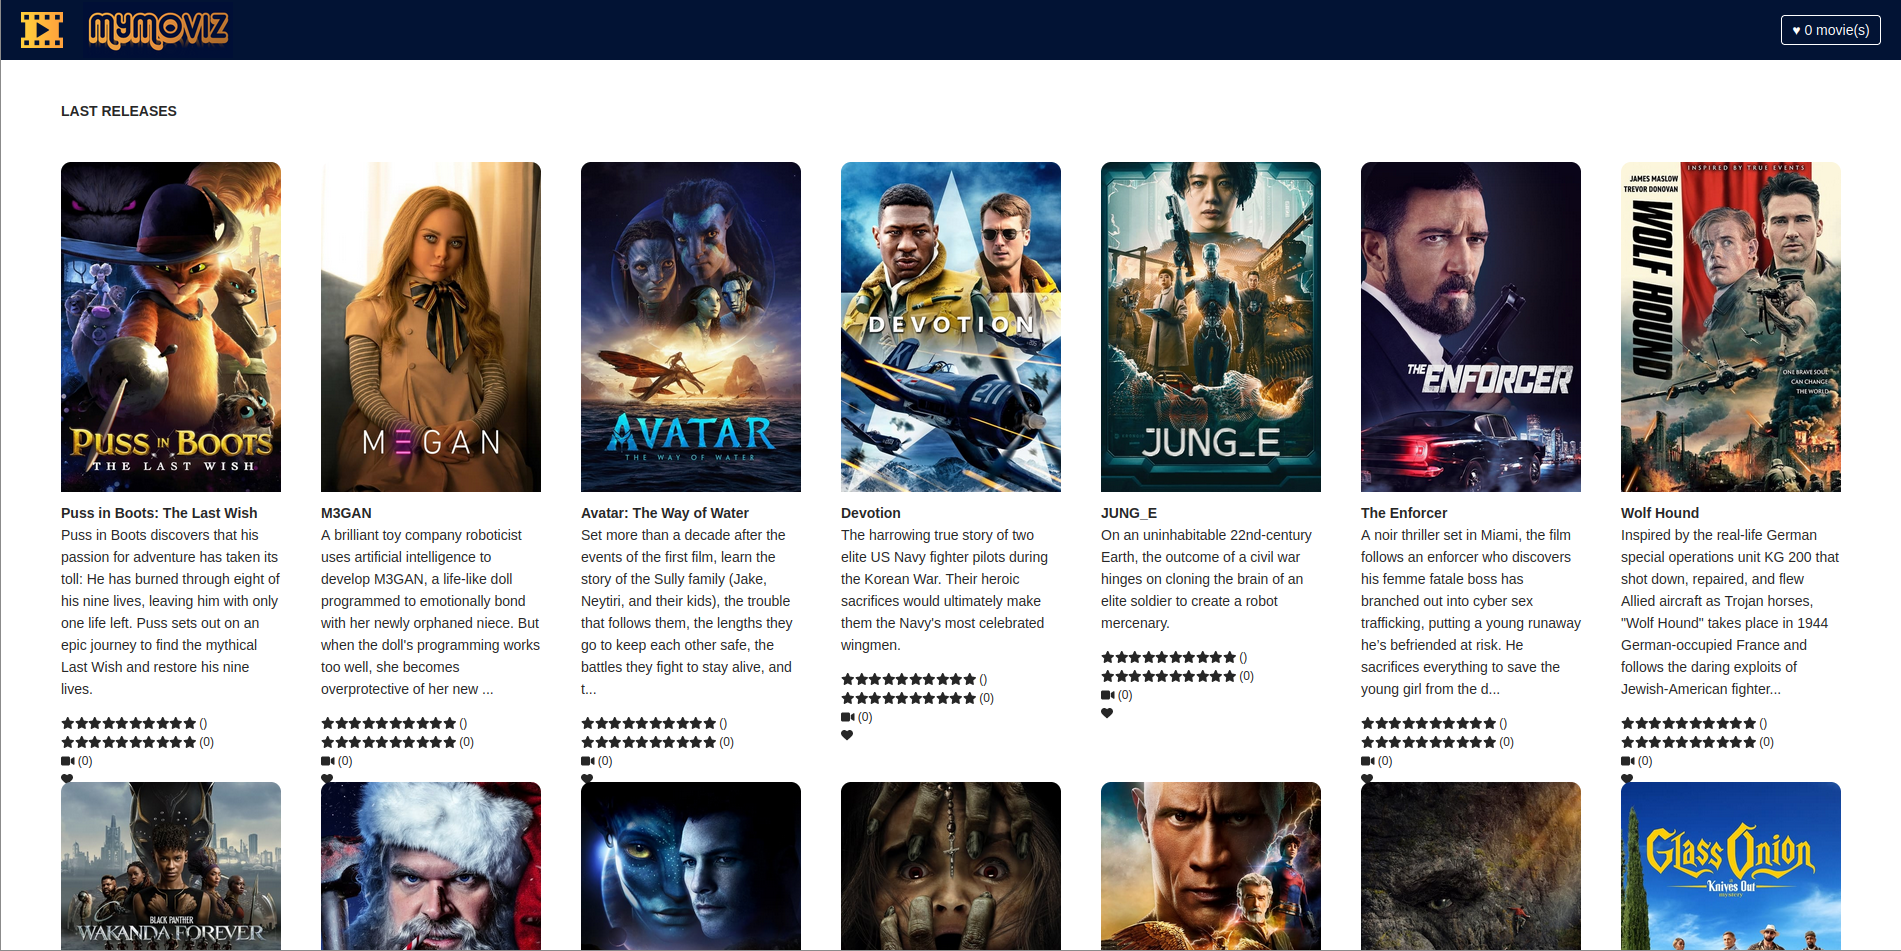 mymoviz
♥ 0 movie(s)
LAST RELEASES
PUSS IN BOOTS
THE LAST WISH
Puss in Boots: The Last Wish
Puss in Boots discovers that his
passion for adventure has taken its
toll: He has burned through eight of
his nine lives, leaving him with only
one life left. Puss sets out on an
epic journey to find the mythical
Last Wish and restore his nine
lives.
()
(0)
(0)
M3GAN
M3GAN
A brilliant toy company roboticist
uses artificial intelligence to
develop M3GAN, a life-like doll
programmed to emotionally bond
with her newly orphaned niece. But
when the doll's programming works
too well, she becomes
overprotective of her new ...
()
(0)
(0)
AVATAR
THE WAY OF WATER
Avatar: The Way of Water
Set more than a decade after the
events of the first film, learn the
story of the Sully family (Jake,
Neytiri, and their kids), the trouble
that follows them, the lengths they
go to keep each other safe, the
battles they fight to stay alive, and
t...
()
(0)
(0)
DEVOTION
211
Devotion
The harrowing true story of two
elite US Navy fighter pilots during
the Korean War. Their heroic
sacrifices would ultimately make
them the Navy's most celebrated
wingmen.
()
(0)
(0)
JUNG_E
JUNG_E
On an uninhabitable 22nd-century
Earth, the outcome of a civil war
hinges on cloning the brain of an
elite soldier to create a robot
mercenary.
()
(0)
(0)
THE ENFORCER
The Enforcer
A noir thriller set in Miami, the film
follows an enforcer who discovers
his femme fatale boss has
branched out into cyber sex
trafficking, putting a young runaway
he's befriended at risk. He
sacrifices everything to save the
young girl from the d...
()
(0)
(0)
INSPIRED BY TRUE EVENTS
JAMES MASLOW
TREVOR DONOVAN
WOLF HOUND
ONE BRAVE SOUL
CAN CHANGE
THE WORLD
Wolf Hound
Inspired by the real-life German
special operations unit KG 200 that
shot down, repaired, and flew
Allied aircraft as Trojan horses,
"Wolf Hound" takes place in 1944
German-occupied France and
follows the daring exploits of
Jewish-American fighter...
()
(0)
(0)
BLACK PANTHER
WAKANDA FOREVER
Glass Onion
A Knives Out
mystery